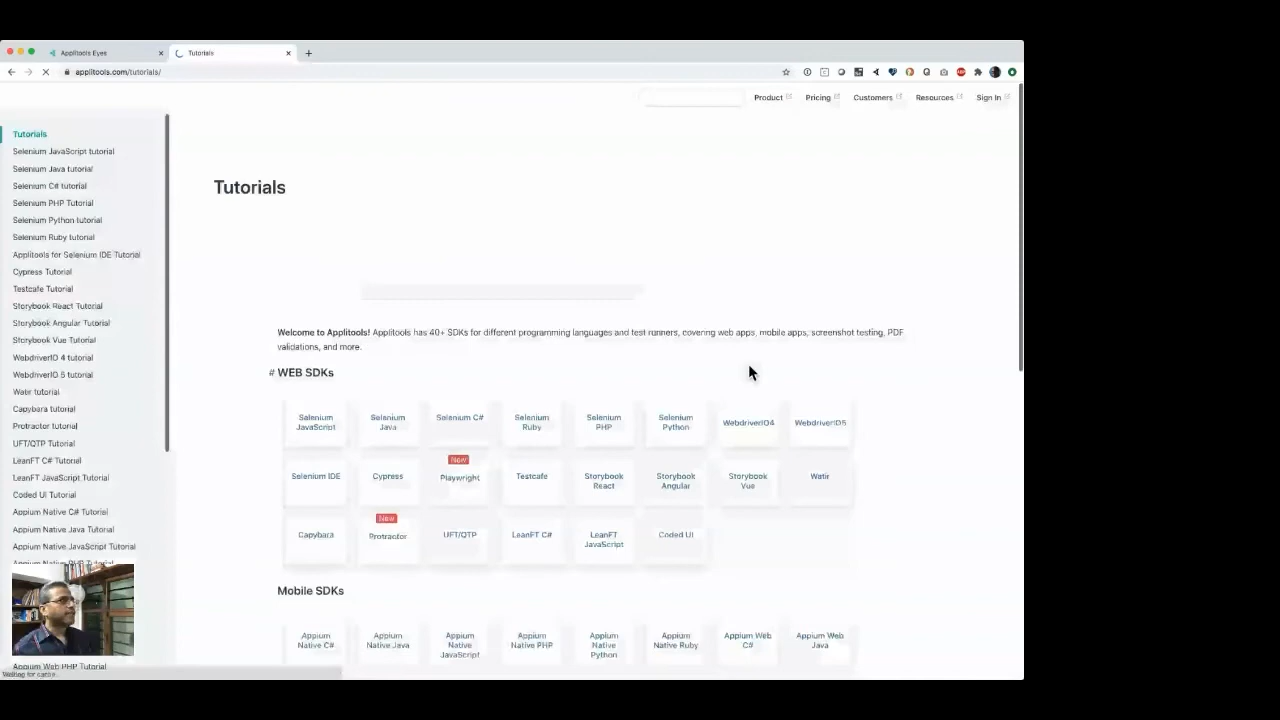 Applitools Eyes
Tutorials
applitools.com/tutorials/
Product
Pricing
Customers
Resources
Sign In
Tutorials
Selenium JavaScript tutorial
Selenium Java tutorial
Selenium C# tutorial
Selenium PHP Tutorial
Selenium Python tutorial
Selenium Ruby tutorial
Applitools for Selenium IDE Tutorial
Cypress Tutorial
Testcafe Tutorial
Storybook React Tutorial
Storybook Angular Tutorial
Storybook Vue Tutorial
WebdriverIO 4 tutorial
WebdriverIO 5 tutorial
Watir tutorial
Capybara tutorial
Protractor tutorial
UFT/QTP Tutorial
LeanFT C# Tutorial
LeanFT JavaScript Tutorial
Coded UI Tutorial
Appium Native C# Tutorial
Appium Native Java Tutorial
Appium Native JavaScript Tutorial
Appium Native PHP Tutorial
Appium Web PHP Tutorial
Waiting for cache...
Tutorials
Welcome to Applitools! Applitools has 40+ SDKs for different programming languages and test runners, covering web apps, mobile apps, screenshot testing, PDF
validations, and more.
# WEB SDKs
Selenium
JavaScript
Selenium
Java
Selenium C#
Selenium
Ruby
Selenium
PHP
Selenium
Python
WebdriverIO4
WebdriverIO5
Selenium IDE
Cypress
New
Playwright
Testcafe
Storybook
React
Storybook
Angular
Storybook
Vue
Watir
Capybara
New
Protractor
UFT/QTP
LeanFT C#
LeanFT
JavaScript
Coded UI
Mobile SDKs
Appium
Native C#
Appium
Native Java
Appium
Native
JavaScript
Appium
Native PHP
Appium
Native
Python
Appium
Native Ruby
Appium Web
C#
Appium Web
Java